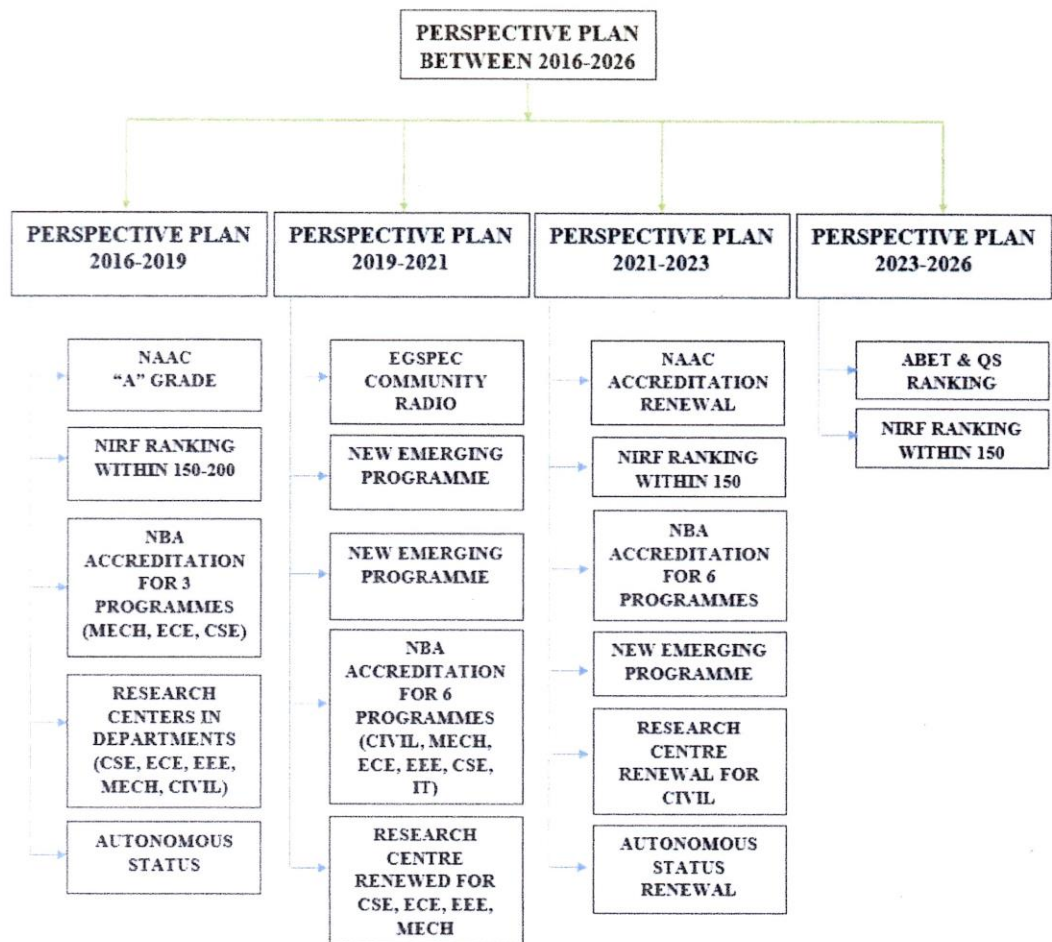 PERSPECTIVE PLAN
BETWEEN 2016-2026
PERSPECTIVE PLAN
2016-2019
NAAC
“A” GRADE
NIRF RANKING
WITHIN 150-200
NBA
ACCREDITATION
FOR 3
PROGRAMMES
(MECH, ECE, CSE)
RESEARCH
CENTERS IN
DEPARTMENTS
(CSE, ECE, EEE,
MECH, CIVIL)
AUTONOMOUS
STATUS
PERSPECTIVE PLAN
2019-2021
EGSPEC
COMMUNITY
RADIO
NEW EMERGING
PROGRAMME
NEW EMERGING
PROGRAMME
NBA
ACCREDITATION
FOR 6
PROGRAMMES
(CIVIL, MECH,
ECE, EEE, CSE,
IT)
RESEARCH
CENTRE
RENEWED FOR
CSE, ECE, EEE,
MECH
PERSPECTIVE PLAN
2021-2023
NAAC
ACCREDITATION
RENEWAL
NIRF RANKING
WITHIN 150
NBA
ACCREDITATION
FOR 6
PROGRAMMES
NEW EMERGING
PROGRAMME
RESEARCH
CENTRE
RENEWAL FOR
CIVIL
AUTONOMOUS
STATUS
RENEWAL
PERSPECTIVE PLAN
2023-2026
ABET & QS
RANKING
NIRF RANKING
WITHIN 150